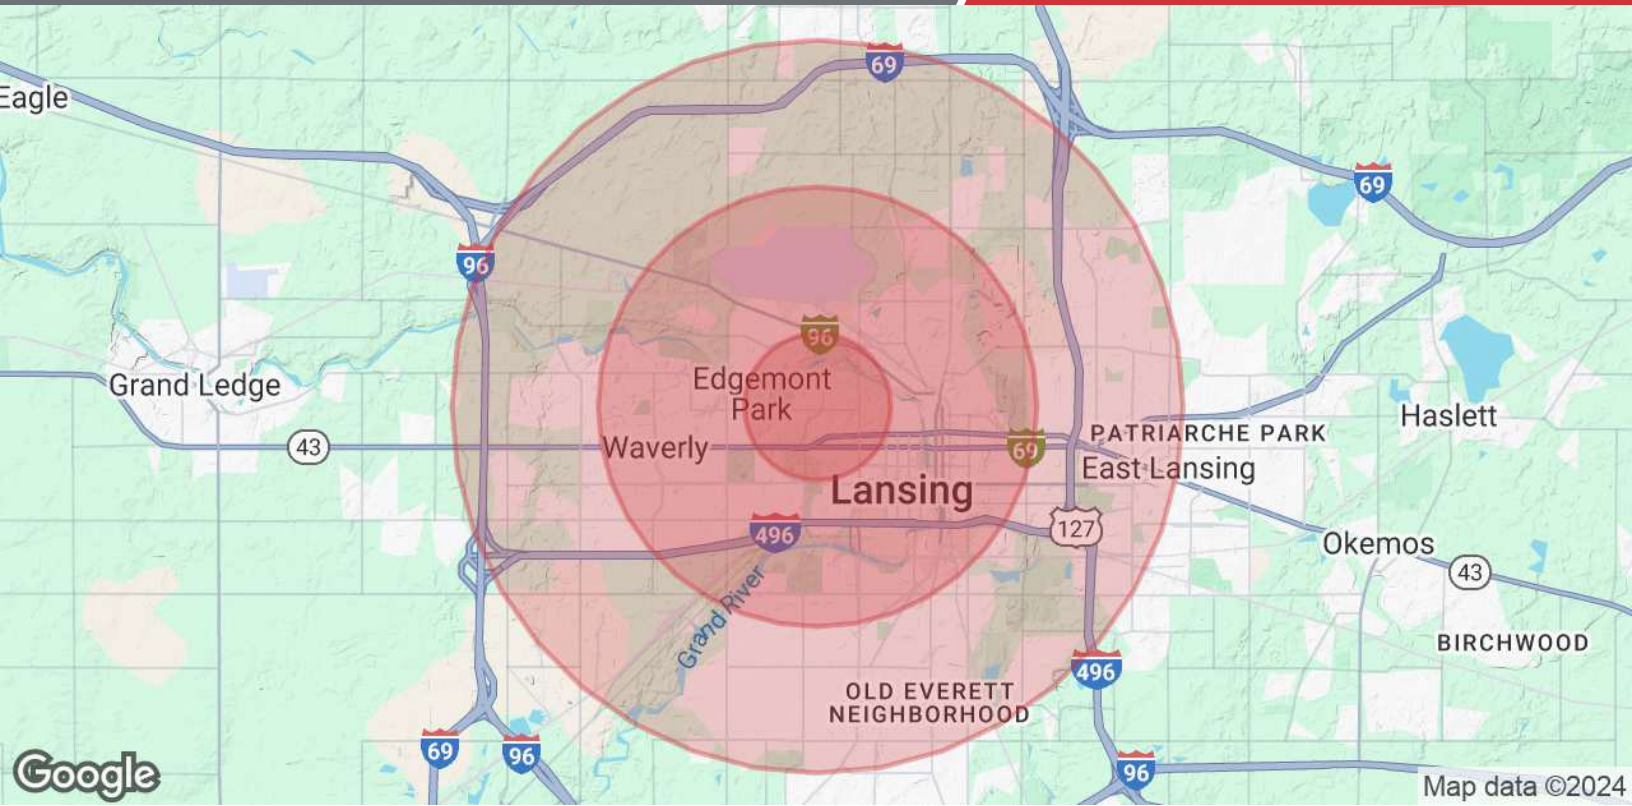 69
Eagle
69
96
96
Edgemont
Park
Grand Ledge
Haslett
43
Waverly
69
PATRIARCHE PARK
East Lansing
Lansing
496
127
Okemos
43
Grand River
BIRCHWOOD
496
OLD EVERETT
NEIGHBORHOOD
69
96
96
Google
Map data ©2024